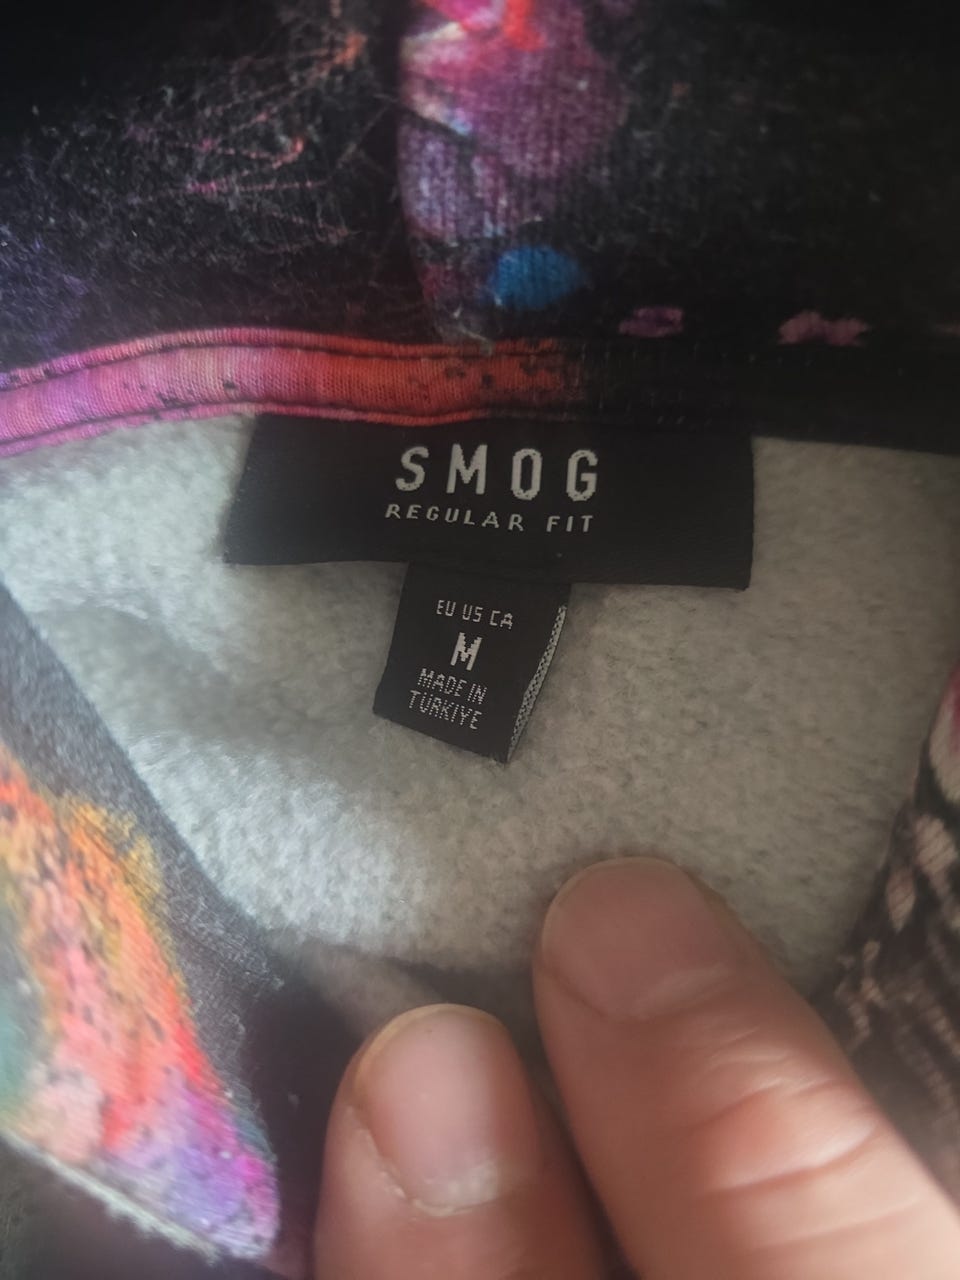 SMOG
REGULAR FIT
EU US CA
M
MADE IN
TÜRKIYE